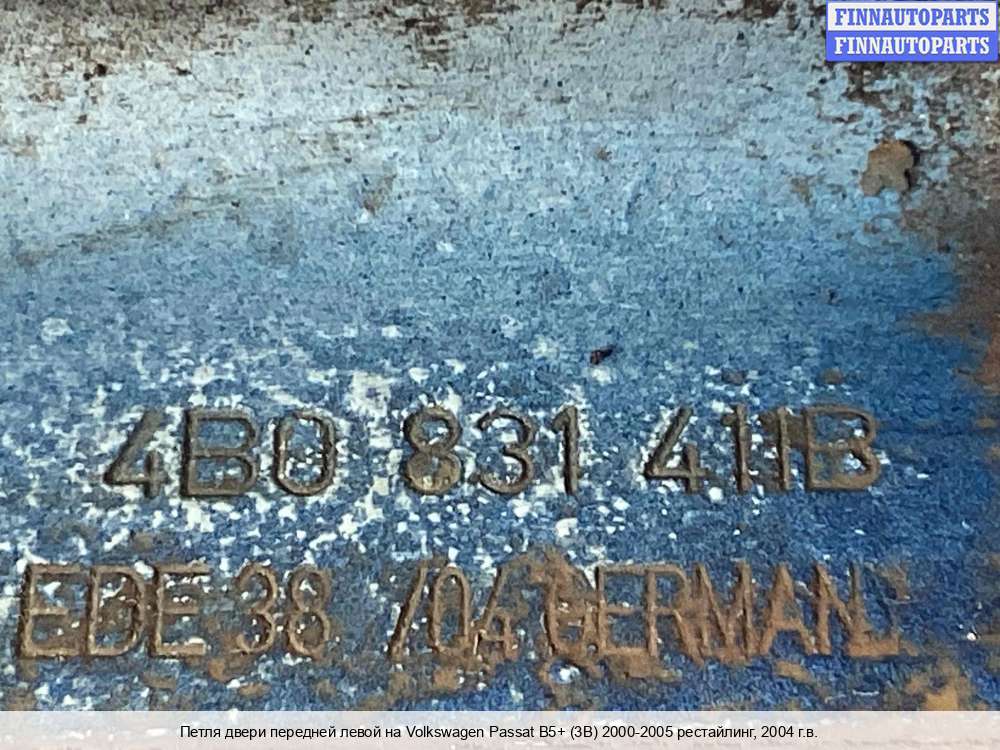 FINNAUTOPARTS
FINNAUTOPARTS
4B0 831 411B
EDE 38 /04 GERMANY
Петля двери передней левой на Volkswagen Passat B5+ (3B) 2000-2005 рестайлинг, 2004 г.в.